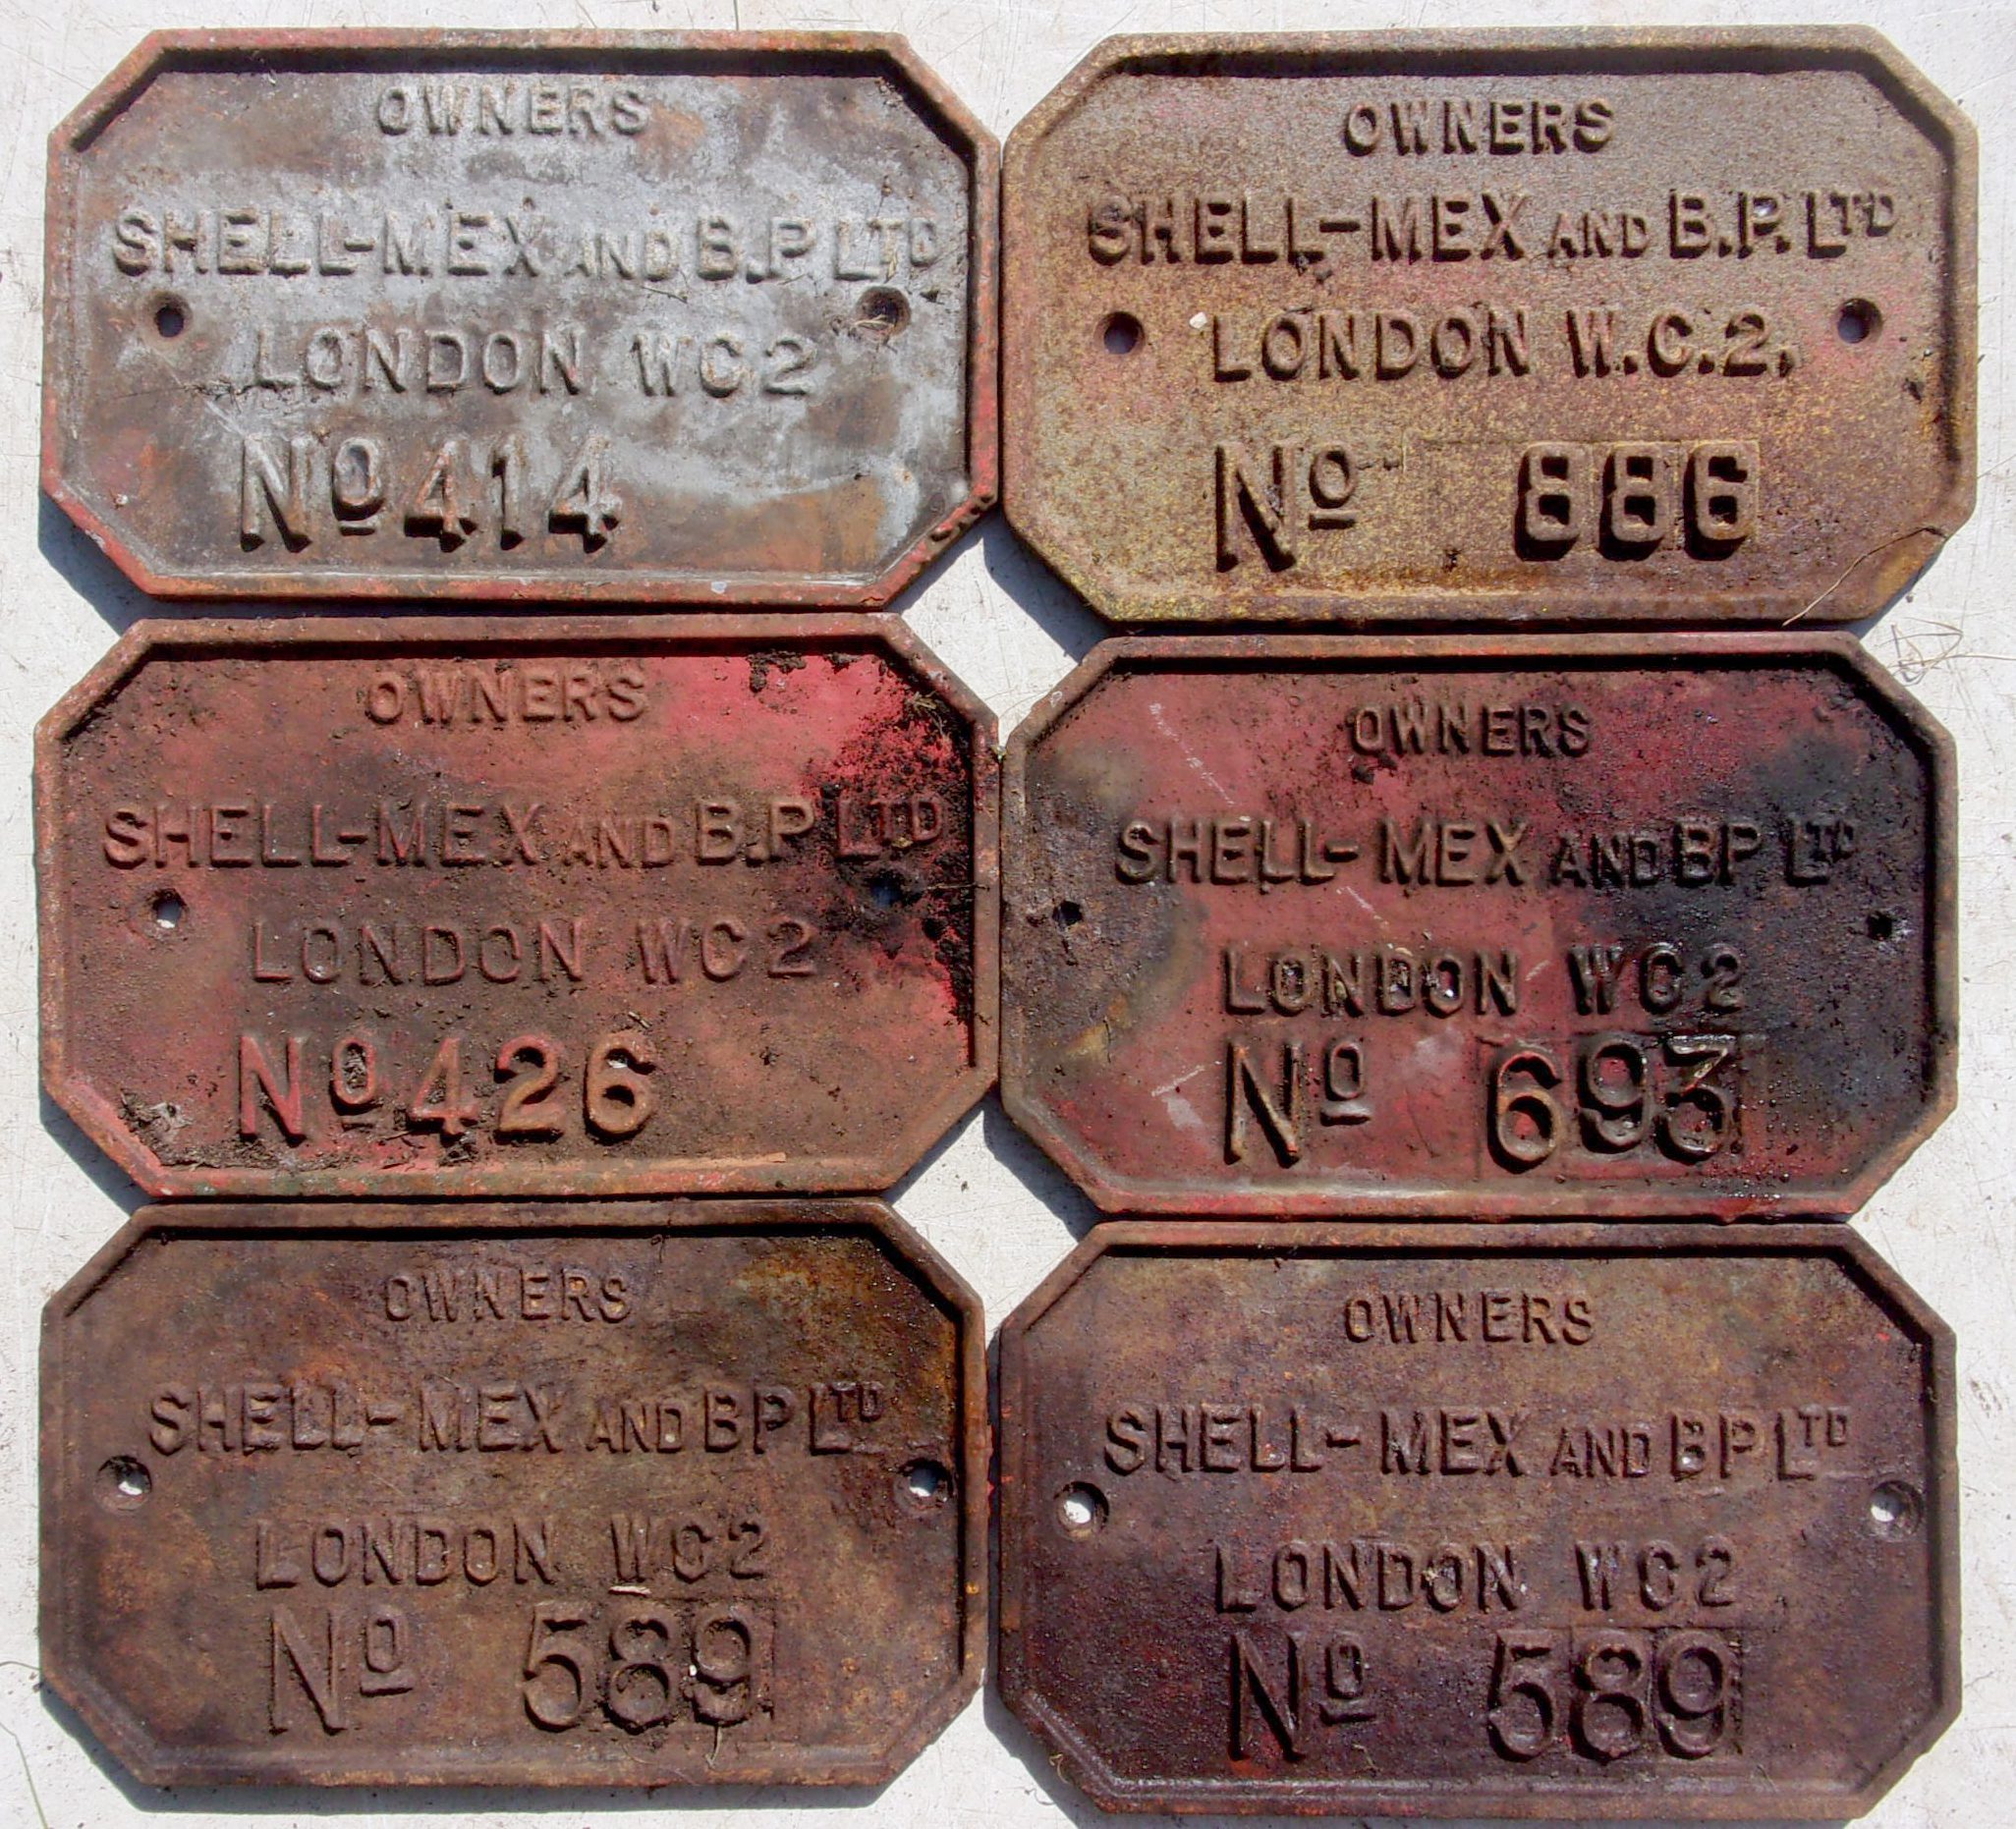 OWNERS
SHELL-MEX AND B.P LTD
LONDON WC2
No 414
OWNERS
SHELL-MEX AND B.P. LTD
LONDON W.C.2.
No 886
OWNERS
SHELL-MEX AND B.P LTD
LONDON WC2
No 426
OWNERS
SHELL-MEX AND BP LTD
LONDON WC2
No 693
OWNERS
SHELL-MEX AND BP LTD
LONDON WC2
No 589
OWNERS
SHELL-MEX AND BP LTD
LONDON WC2
No 589